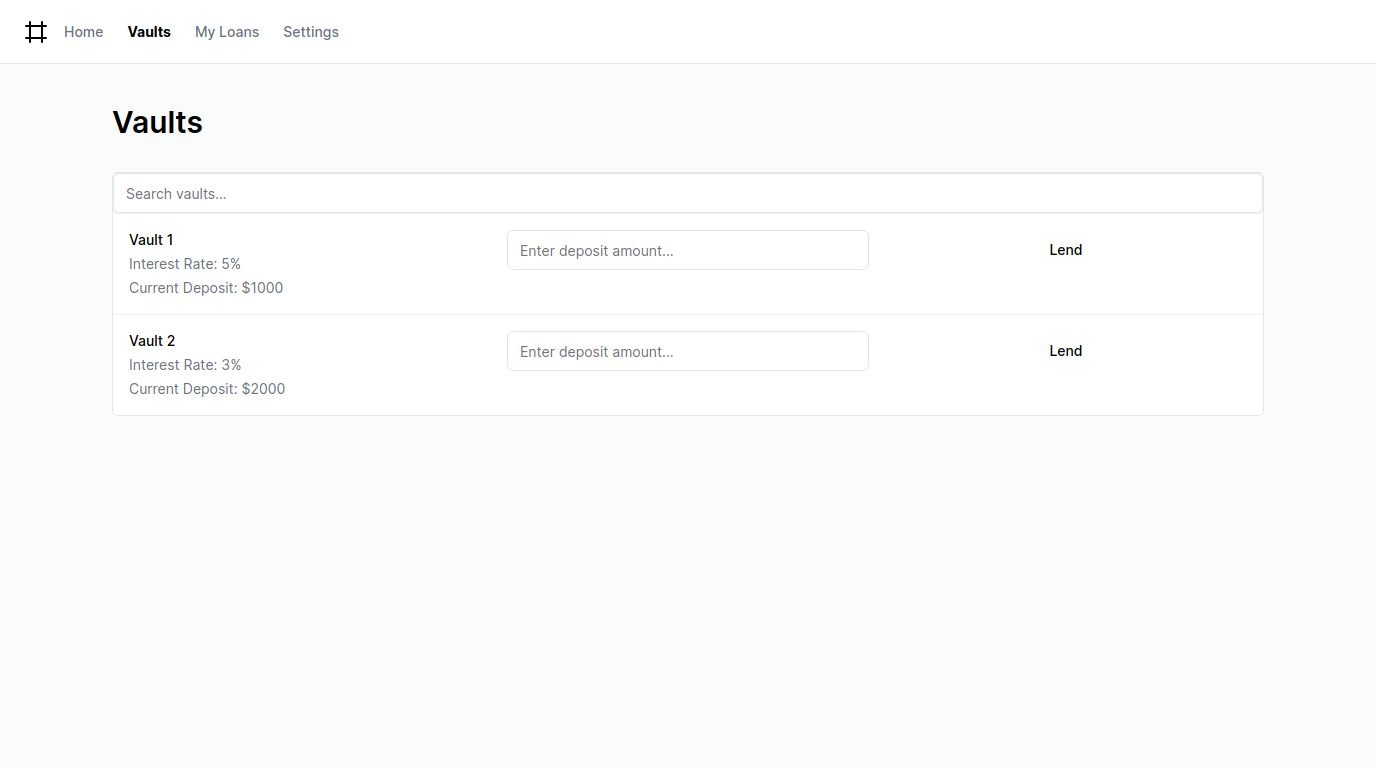 Home Vaults My Loans Settings
Vaults
Search vaults...
Vault 1
Interest Rate: 5%
Current Deposit: $1000
Enter deposit amount...
Lend
Vault 2
Interest Rate: 3%
Current Deposit: $2000
Enter deposit amount...
Lend